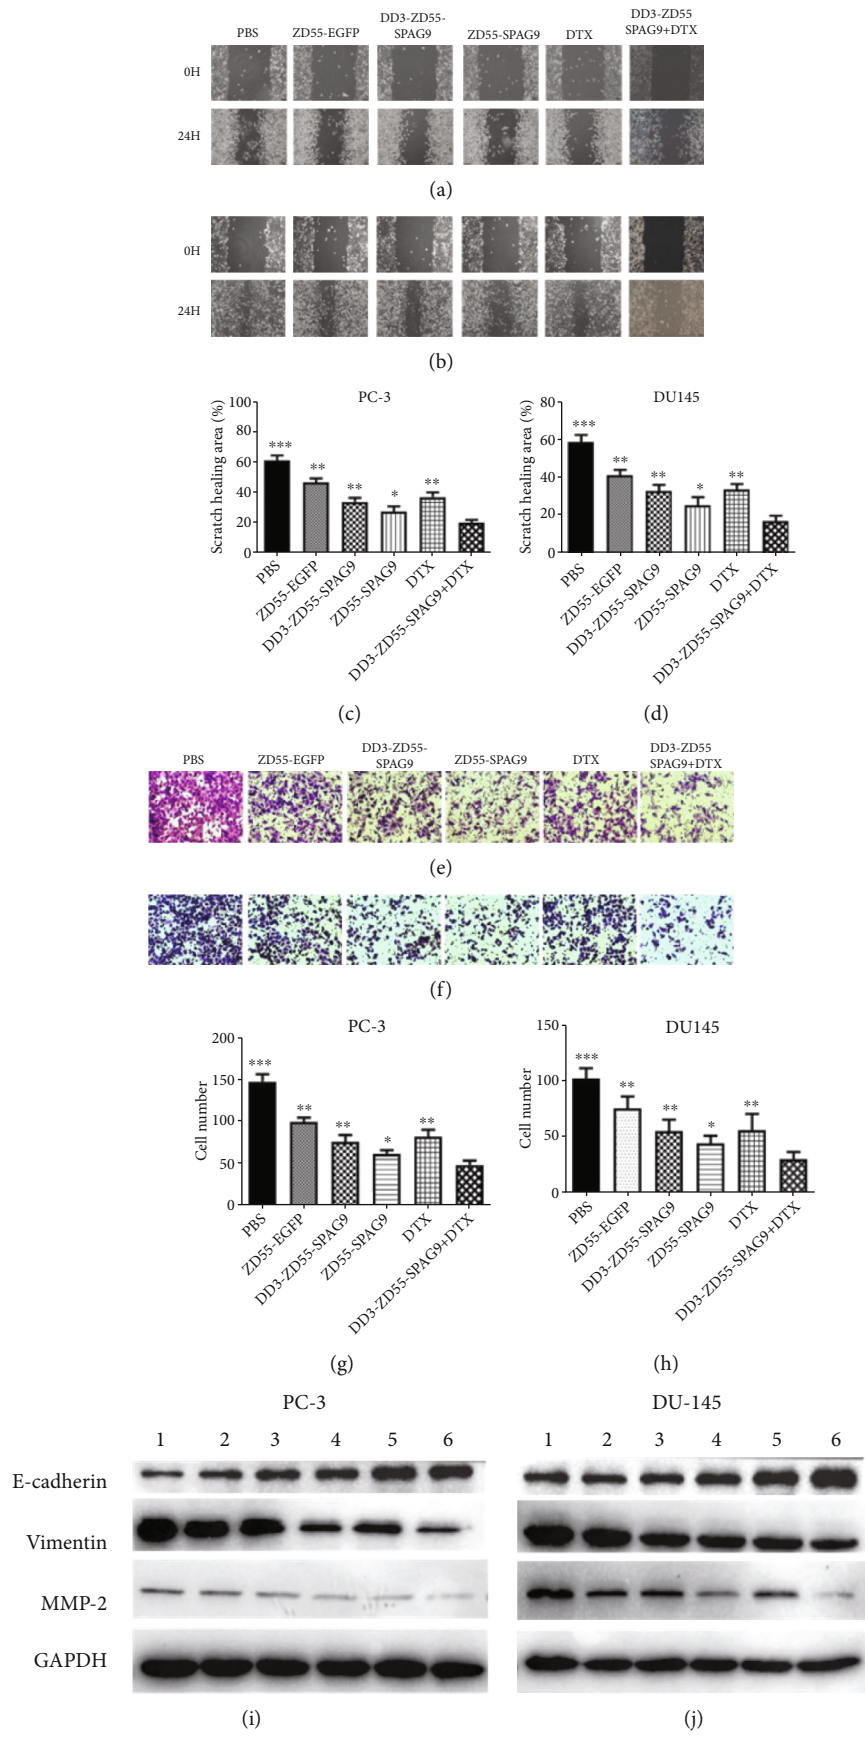 PBS ZD55-EGFP DD3-ZD55-SPAG9 ZD55-SPAG9 DTX DD3-ZD55 SPAG9+DTX
0H
24H
(a)
0H
24H
(b)
PC-3
Scratch healing area (%)
100
80
60
40
20
0
*** ** ** * **
PBS
ZD55-EGFP
DD3-ZD55-SPAG9
ZD55-SPAG9
DTX
DD3-ZD55-SPAG9+DTX
(c)
DU145
Scratch healing area (%)
80
60
40
20
0
*** ** ** * **
PBS
ZD55-EGFP
DD3-ZD55-SPAG9
ZD55-SPAG9
DTX
DD3-ZD55-SPAG9+DTX
(d)
PBS ZD55-EGFP DD3-ZD55-SPAG9 ZD55-SPAG9 DTX DD3-ZD55 SPAG9+DTX
(e)
(f)
PC-3
Cell number
200
150
100
50
0
*** ** ** * **
PBS
ZD55-EGFP
DD3-ZD55-SPAG9
ZD55-SPAG9
DTX
DD3-ZD55-SPAG9+DTX
(g)
DU145
Cell number
150
100
50
0
*** ** ** * **
PBS
ZD55-EGFP
DD3-ZD55-SPAG9
ZD55-SPAG9
DTX
DD3-ZD55-SPAG9+DTX
(h)
PC-3 DU-145
1 2 3 4 5 6 1 2 3 4 5 6
E-cadherin
Vimentin
MMP-2
GAPDH
(i) (j)